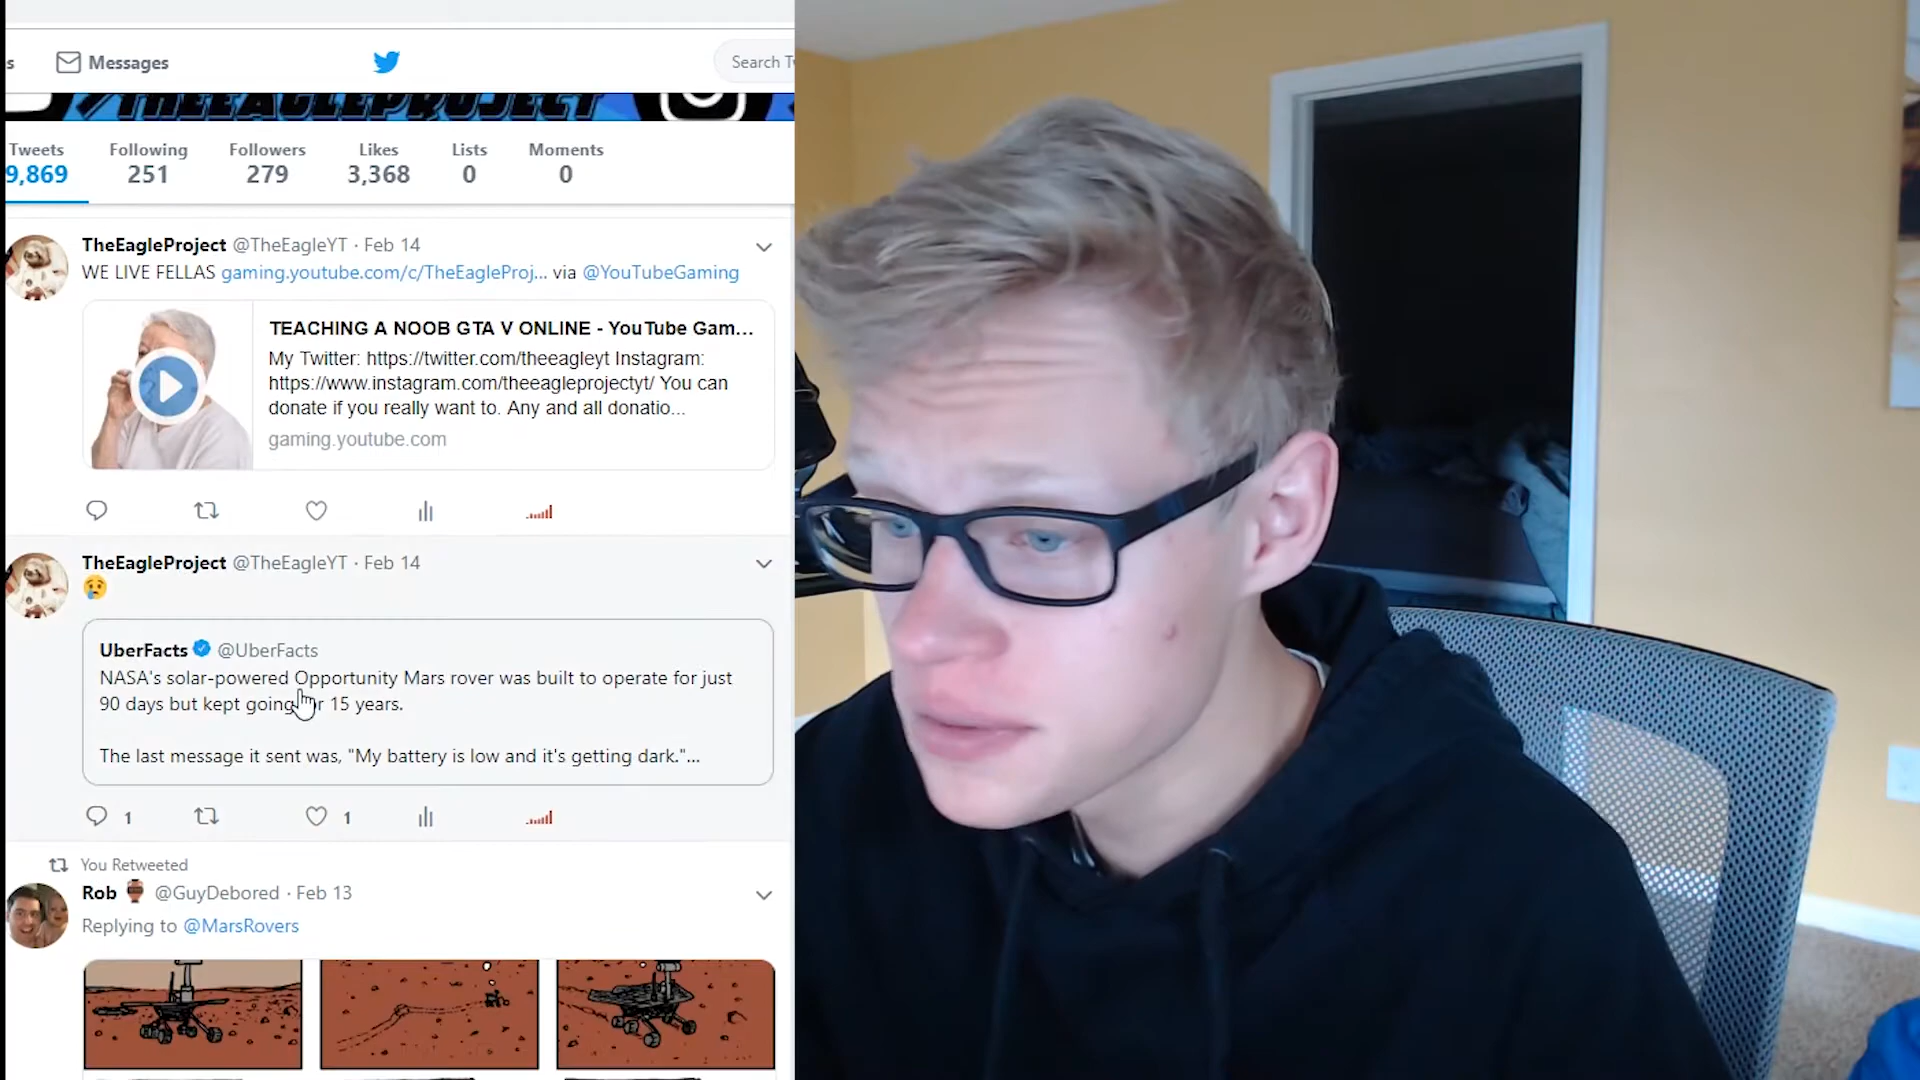 s Messages Search Tw
/THEEAGLEPROJECT
Tweets Following Followers Likes Lists Moments
9,869 251 279 3,368 0 0
TheEagleProject @TheEagleYT · Feb 14
WE LIVE FELLAS gaming.youtube.com/c/TheEagleProj... via @YouTubeGaming
TEACHING A NOOB GTA V ONLINE - YouTube Gam...
My Twitter: https://twitter.com/theeagleyt Instagram:
https://www.instagram.com/theeagleprojectyt/ You can
donate if you really want to. Any and all donatio...
gaming.youtube.com
TheEagleProject @TheEagleYT · Feb 14
😢
UberFacts @UberFacts
NASA's solar-powered Opportunity Mars rover was built to operate for just
90 days but kept going r 15 years.
The last message it sent was, "My battery is low and it's getting dark."...
1 1
You Retweeted
Rob @GuyDebored · Feb 13
Replying to @MarsRovers